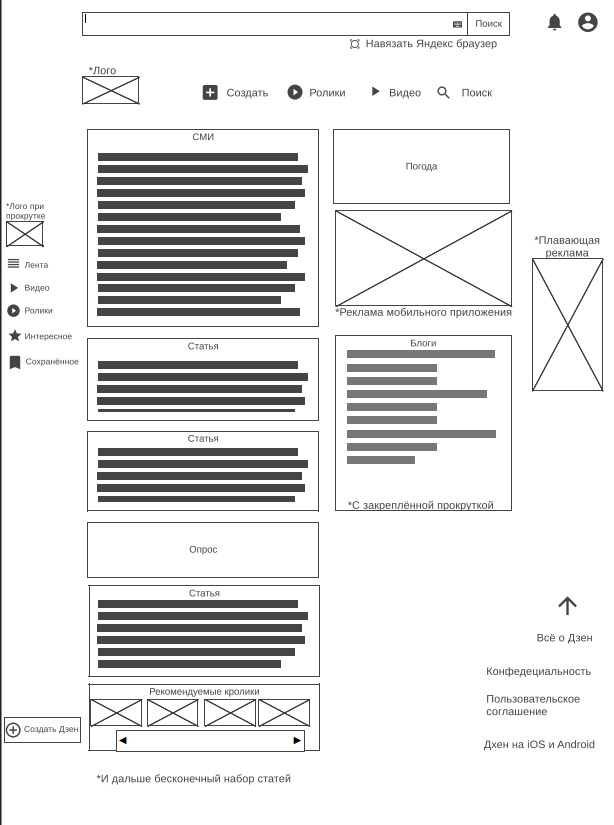 Поиск
Навязать Яндекс браузер
*Лого
Создать
Ролики
Видео
Поиск
СМИ
Погода
*Лого при
прокрутке
Лента
Видео
Ролики
Интересное
Сохранённое
*Плавающая
реклама
*Реклама мобильного приложения
Статья
Блоги
Статья
*С закреплённой прокруткой
Опрос
Статья
Всё о Дзен
Конфедециальность
Пользовательское
соглашение
Дхен на iOS и Android
Рекомендуемые кролики
Создать Дзен
*И дальше бесконечный набор статей